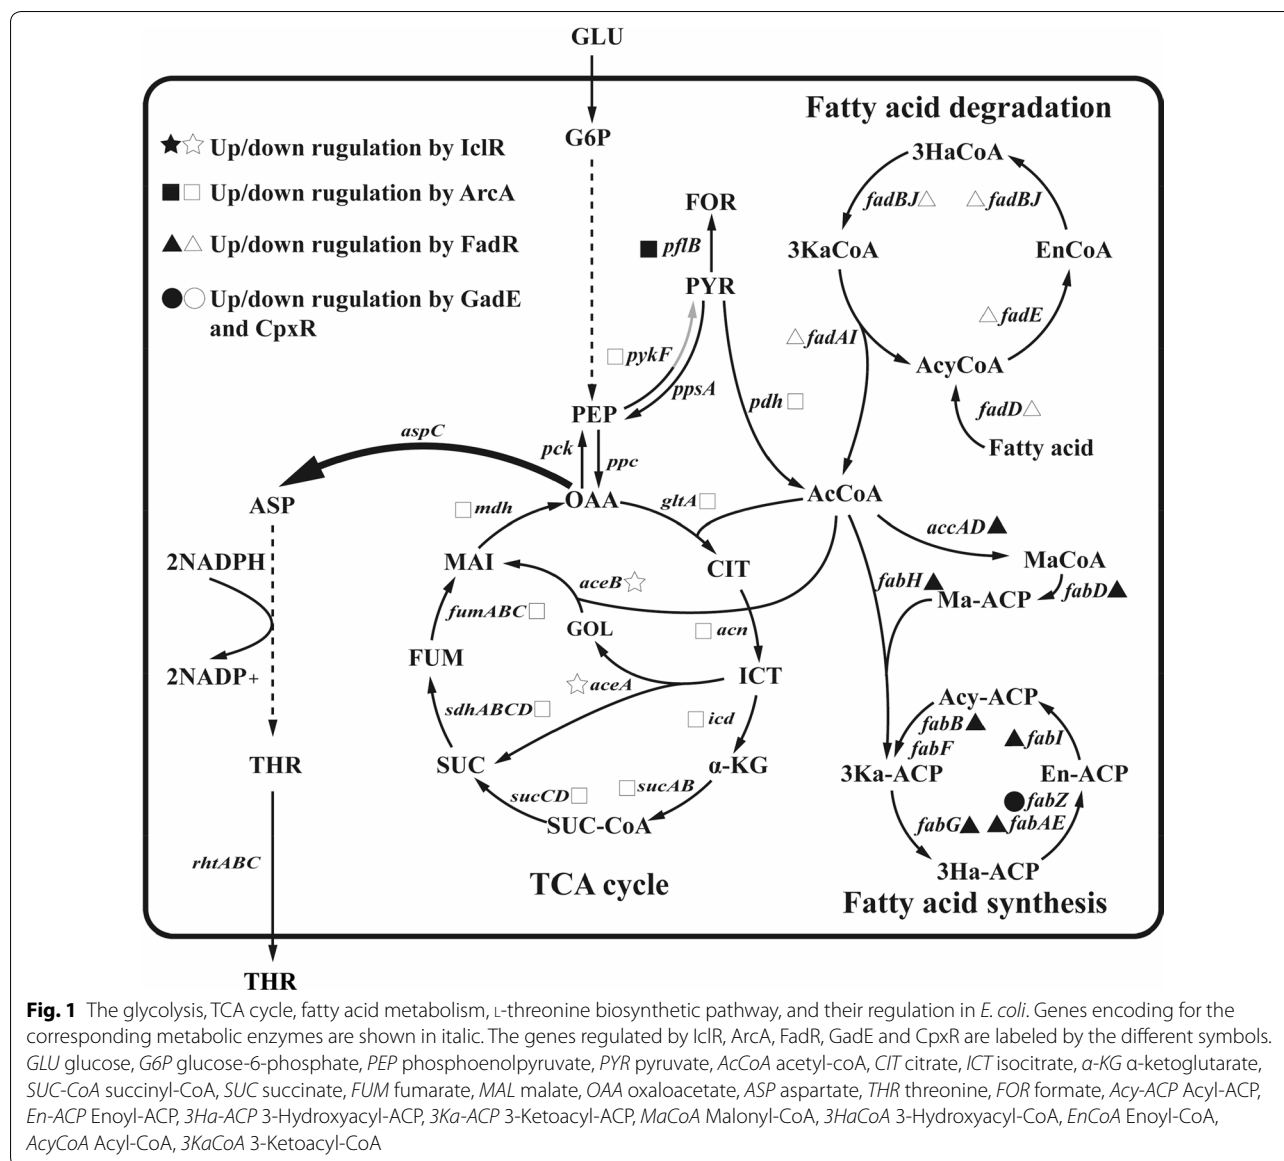 GLU
Fatty acid degradation
G6P
Up/down rugulation by IclR
Up/down rugulation by ArcA
Up/down rugulation by FadR
Up/down rugulation by GadE
and CpxR
3HaCoA
fadBJ
fadBJ
FOR
pflB
3KaCoA
EnCoA
PYR
fadE
fadAI
pykF
AcyCoA
ppsA
pdh
fadD
PEP
aspC
pck
ppc
Fatty acid
ASP
OAA
gltA
AcCoA
mdh
accAD
2NADPH
MAI
CIT
MaCoA
aceB
fabH
fabD
Ma-ACP
fumABC
GOL
acn
FUM
2NADP+
aceA
ICT
Acy-ACP
sdhABCD
icd
fabB
fabF
fabI
THR
SUC
α-KG
3Ka-ACP
En-ACP
sucCD
sucAB
fabZ
SUC-CoA
fabG
fabAE
rhtABC
3Ha-ACP
TCA cycle
Fatty acid synthesis
THR
Fig. 1 The glycolysis, TCA cycle, fatty acid metabolism, L-threonine biosynthetic pathway, and their regulation in E. coli. Genes encoding for the
corresponding metabolic enzymes are shown in italic. The genes regulated by IclR, ArcA, FadR, GadE and CpxR are labeled by the different symbols.
GLU glucose, G6P glucose-6-phosphate, PEP phosphoenolpyruvate, PYR pyruvate, AcCoA acetyl-coA, CIT citrate, ICT isocitrate, α-KG α-ketoglutarate,
SUC-CoA succinyl-CoA, SUC succinate, FUM fumarate, MAL malate, OAA oxaloacetate, ASP aspartate, THR threonine, FOR formate, Acy-ACP Acyl-ACP,
En-ACP Enoyl-ACP, 3Ha-ACP 3-Hydroxyacyl-ACP, 3Ka-ACP 3-Ketoacyl-ACP, MaCoA Malonyl-CoA, 3HaCoA 3-Hydroxyacyl-CoA, EnCoA Enoyl-CoA,
AcyCoA Acyl-CoA, 3KaCoA 3-Ketoacyl-CoA